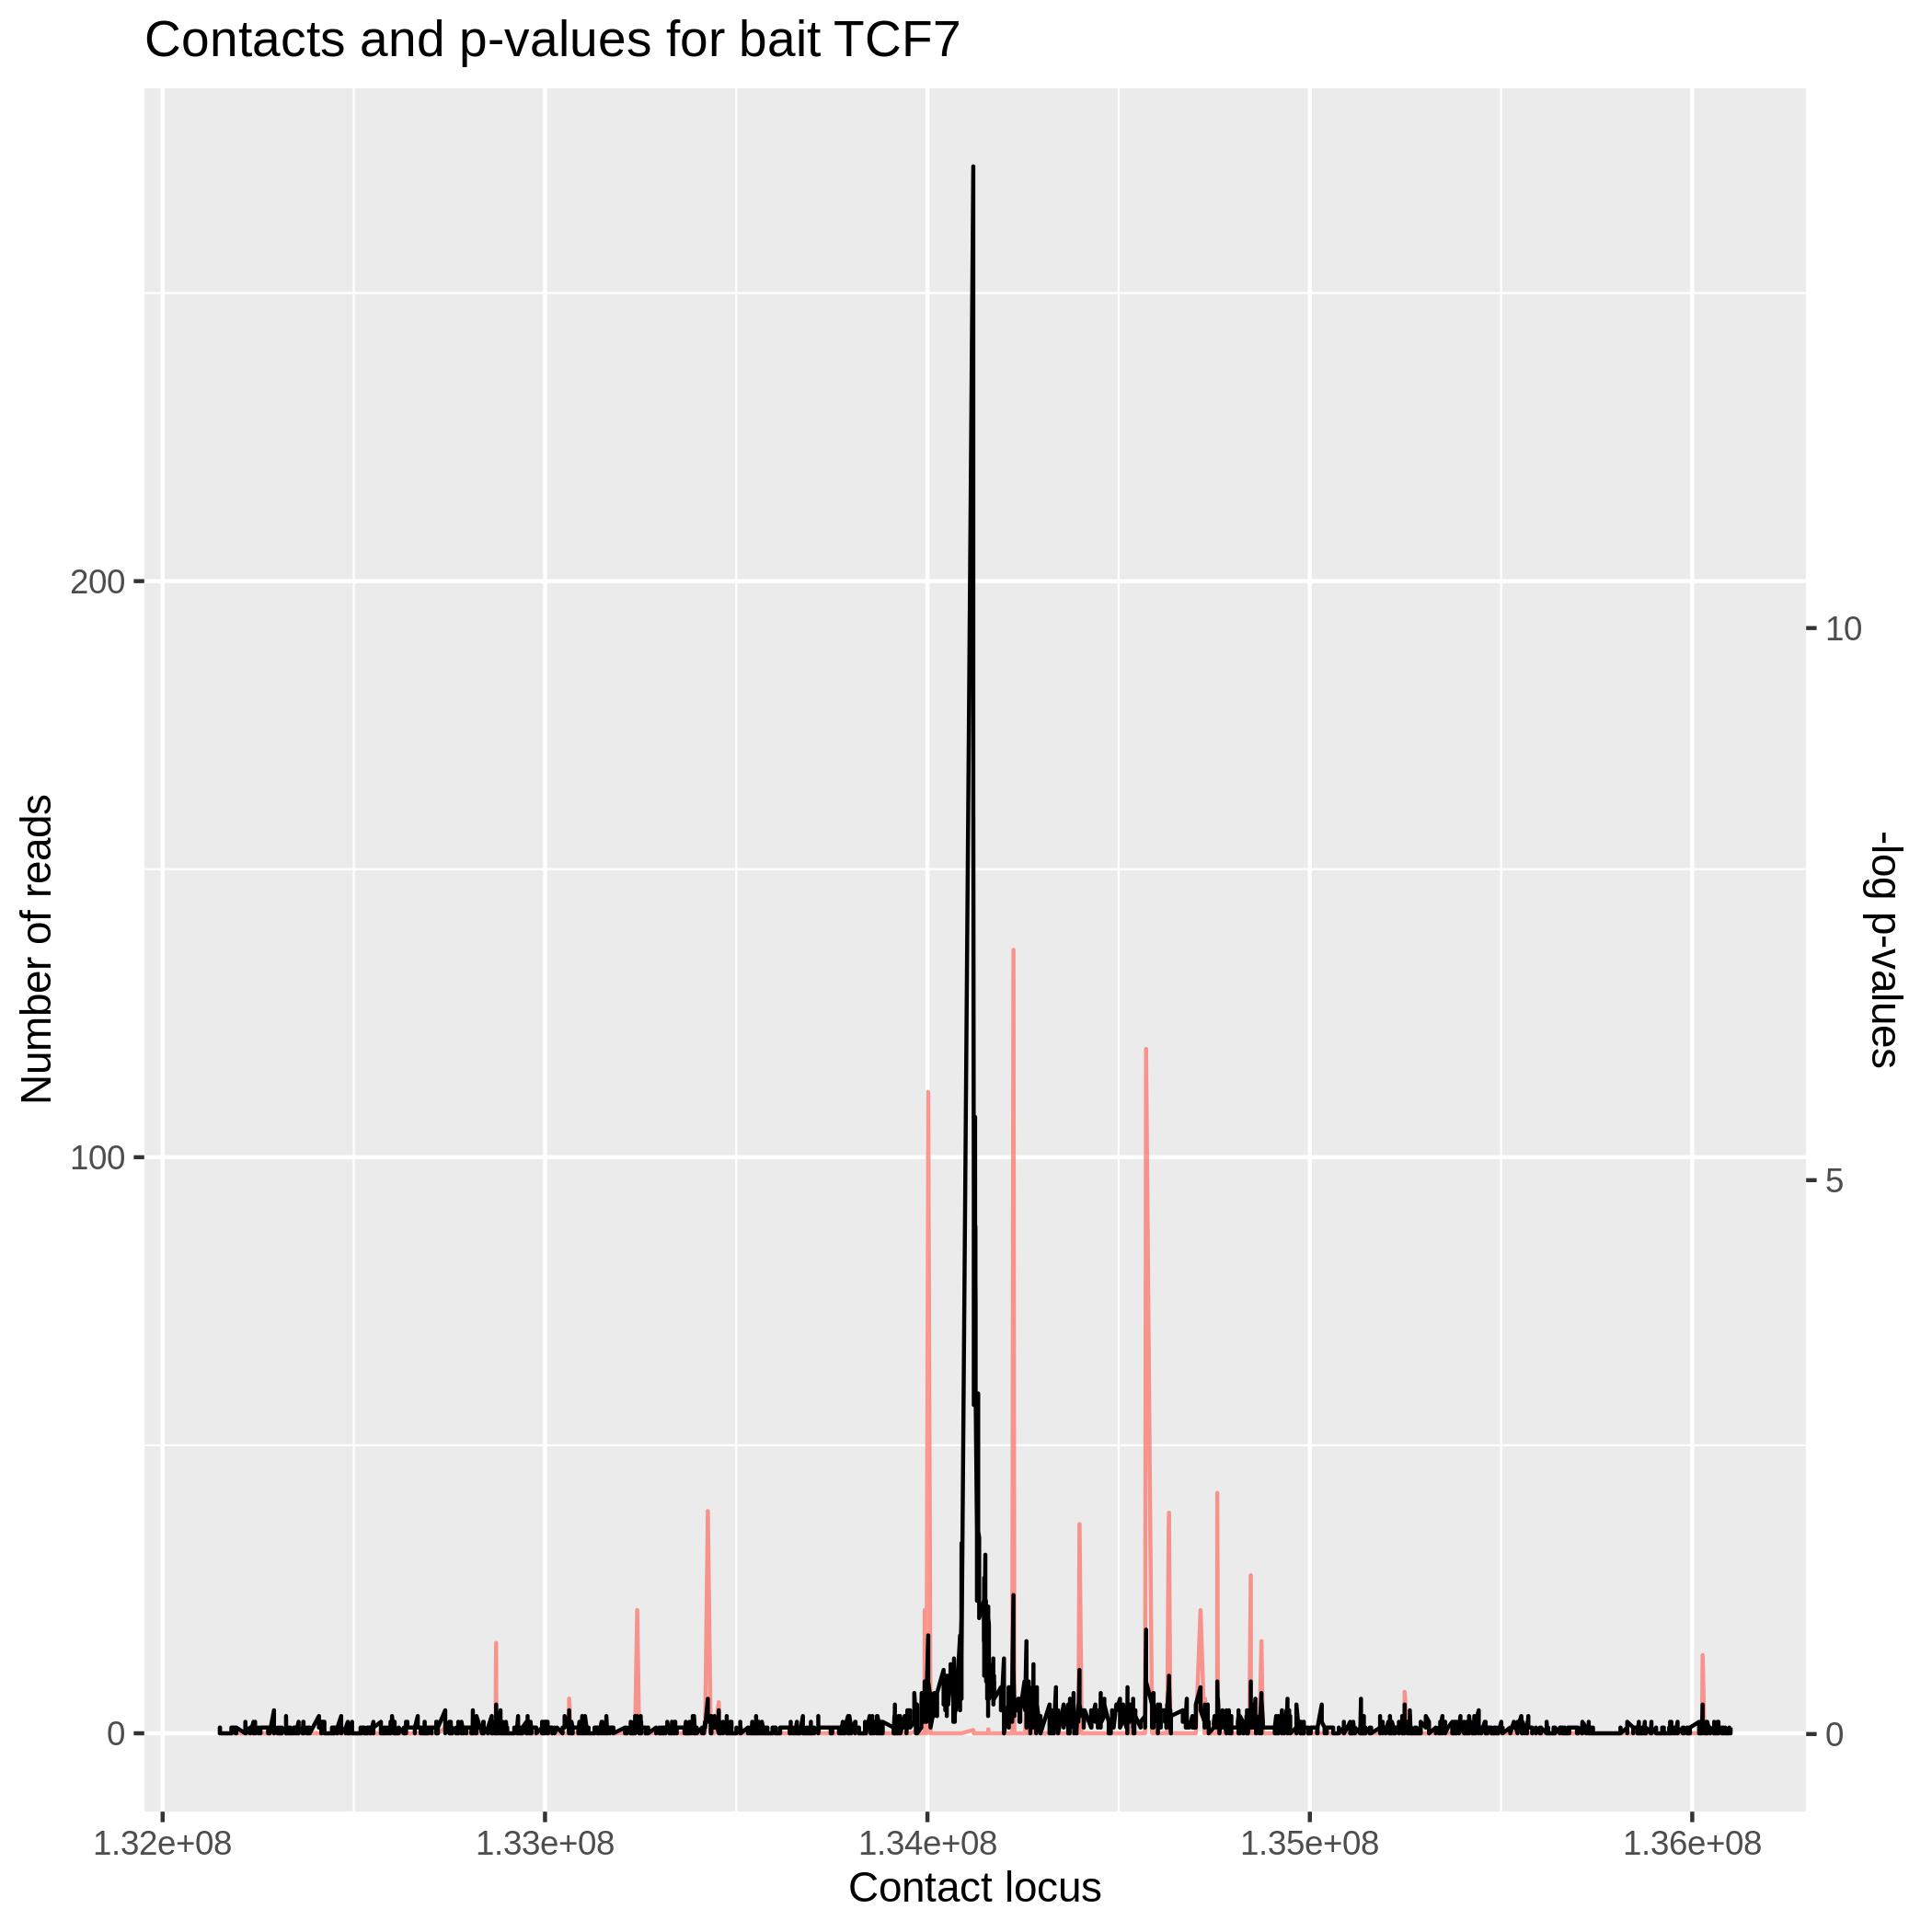 Contacts and p-values for bait TCF7
Number of reads
200
100
0
10
5
0
-log p-values
1.32e+08
1.33e+08
1.34e+08
1.35e+08
1.36e+08
Contact locus